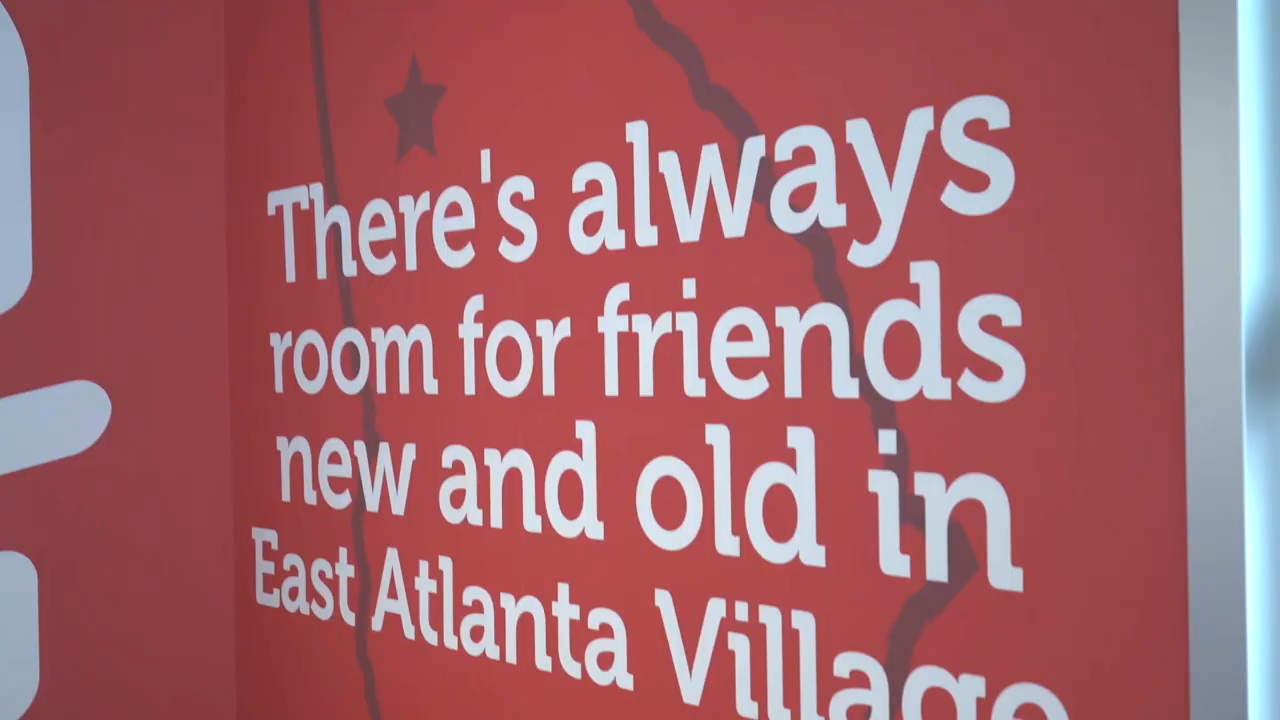 There's always
room for friends
new and old in
East Atlanta Village